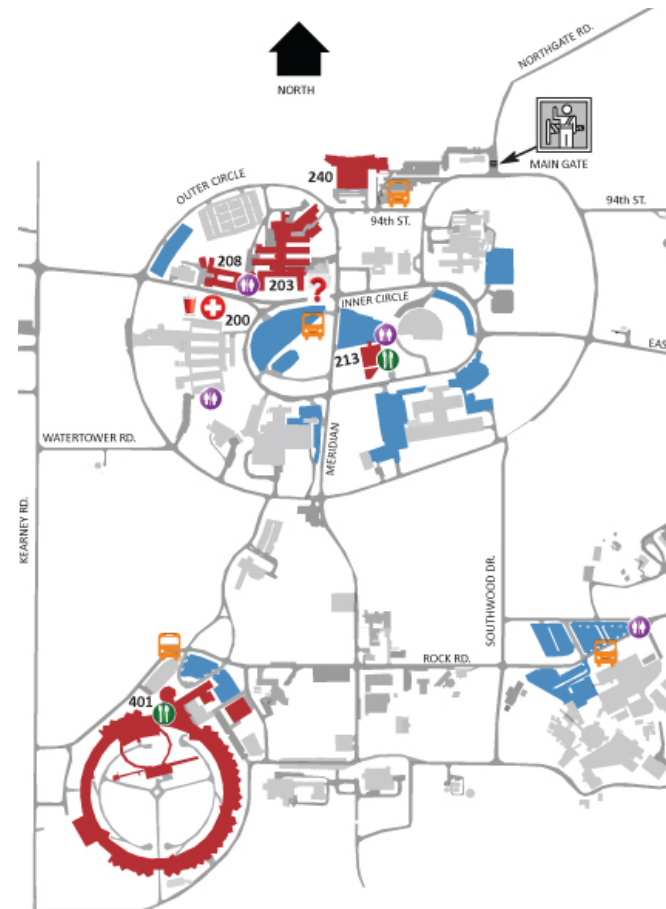 NORTHGATE RD.
NORTH
MAIN GATE
240
OUTER CIRCLE
94th ST.
94th ST.
208
203
?
INNER CIRCLE
200
EAS
213
WATERTOWER RD.
MERIDIAN
KEARNEY RD.
SOUTHWOOD DR.
ROCK RD.
401